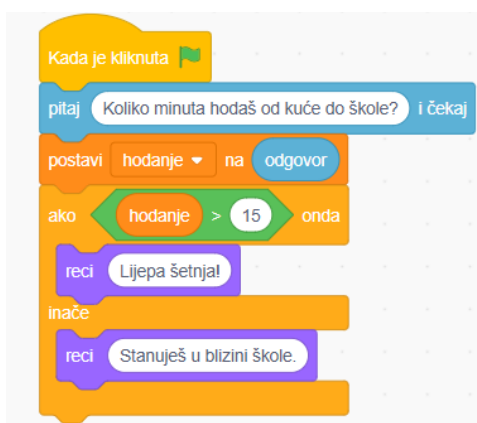 Kada je kliknuta
pitaj Koliko minuta hodaš od kuće do škole? i čekaj
postavi hodanje na odgovor
ako hodanje > 15 onda
reci Lijepa šetnja!
inače
reci Stanuješ u blizini škole.